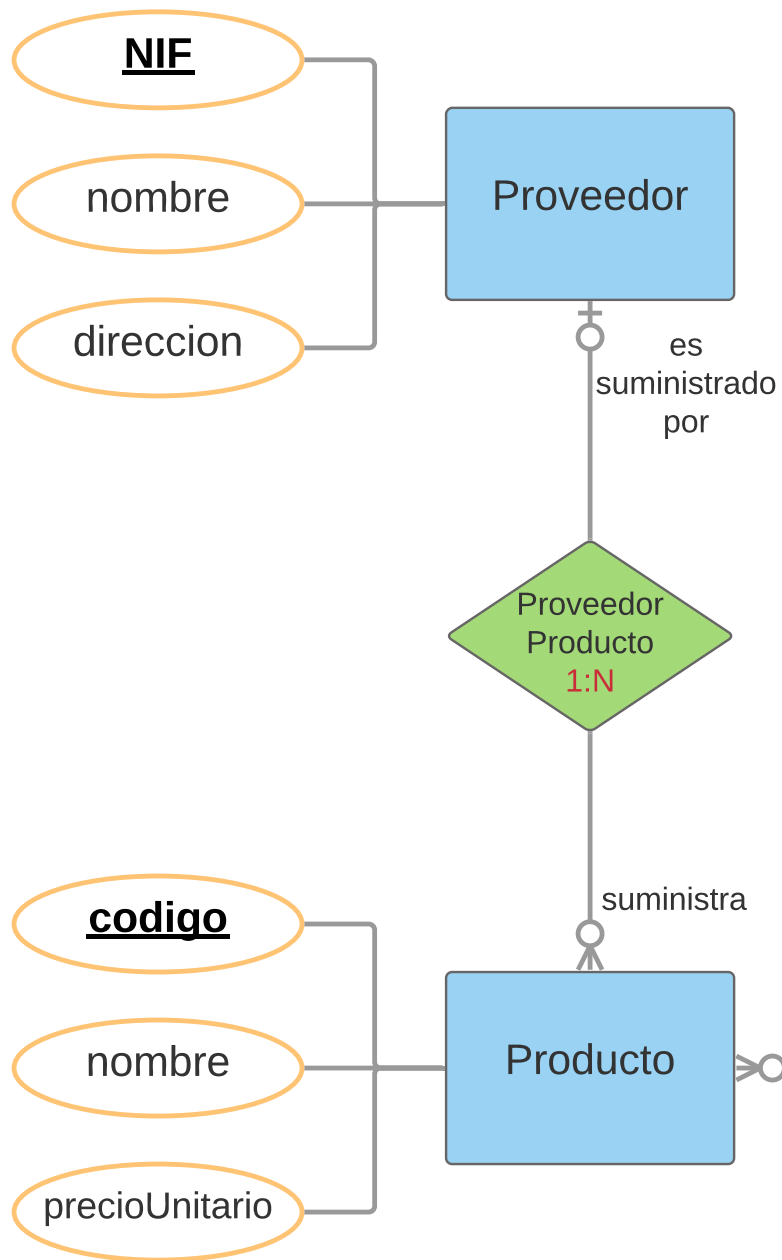 NIF
nombre
Proveedor
direccion
es
suministrado
por
Proveedor
Producto
1:N
suministra
codigo
nombre
Producto
precioUnitario